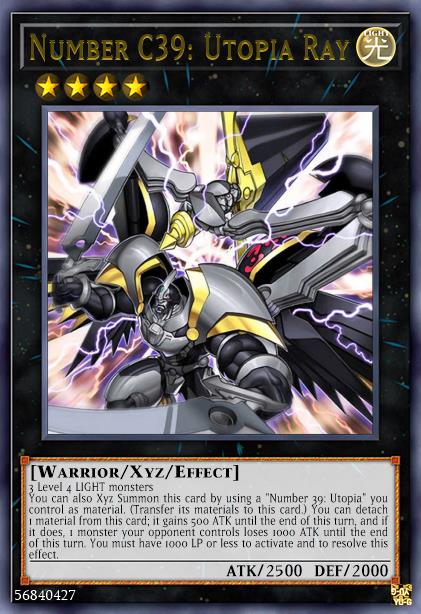 Number C39: Utopia Ray
LIGHT
光
[Warrior/Xyz/Effect]
3 Level 4 LIGHT monsters
You can also Xyz Summon this card by using a "Number 39: Utopia" you
control as material. (Transfer its materials to this card.) You can detach
1 material from this card; it gains 500 ATK until the end of this turn, and if
it does, 1 monster your opponent controls loses 1000 ATK until the end
of this turn. You must have 1000 LP or less to activate and to resolve this
effect.
ATK/2500 DEF/2000
56840427